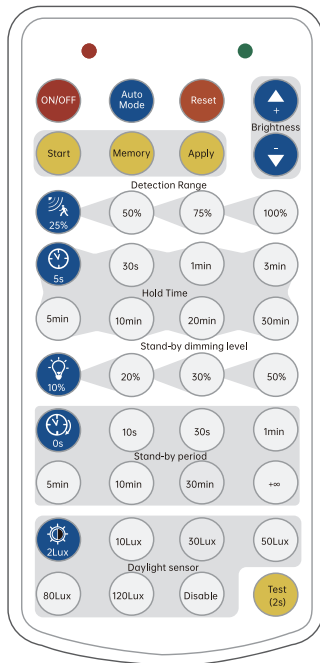 ON/OFF
Auto
Mode
Reset
+
Brightness
-
Start
Memory
Apply
Detection Range
25%
50%
75%
100%
5s
30s
1min
3min
Hold Time
5min
10min
20min
30min
Stand-by dimming level
10%
20%
30%
50%
0s
10s
30s
1min
Stand-by period
5min
10min
30min
+∞
2Lux
10Lux
30Lux
50Lux
Daylight sensor
80Lux
120Lux
Disable
Test
(2s)